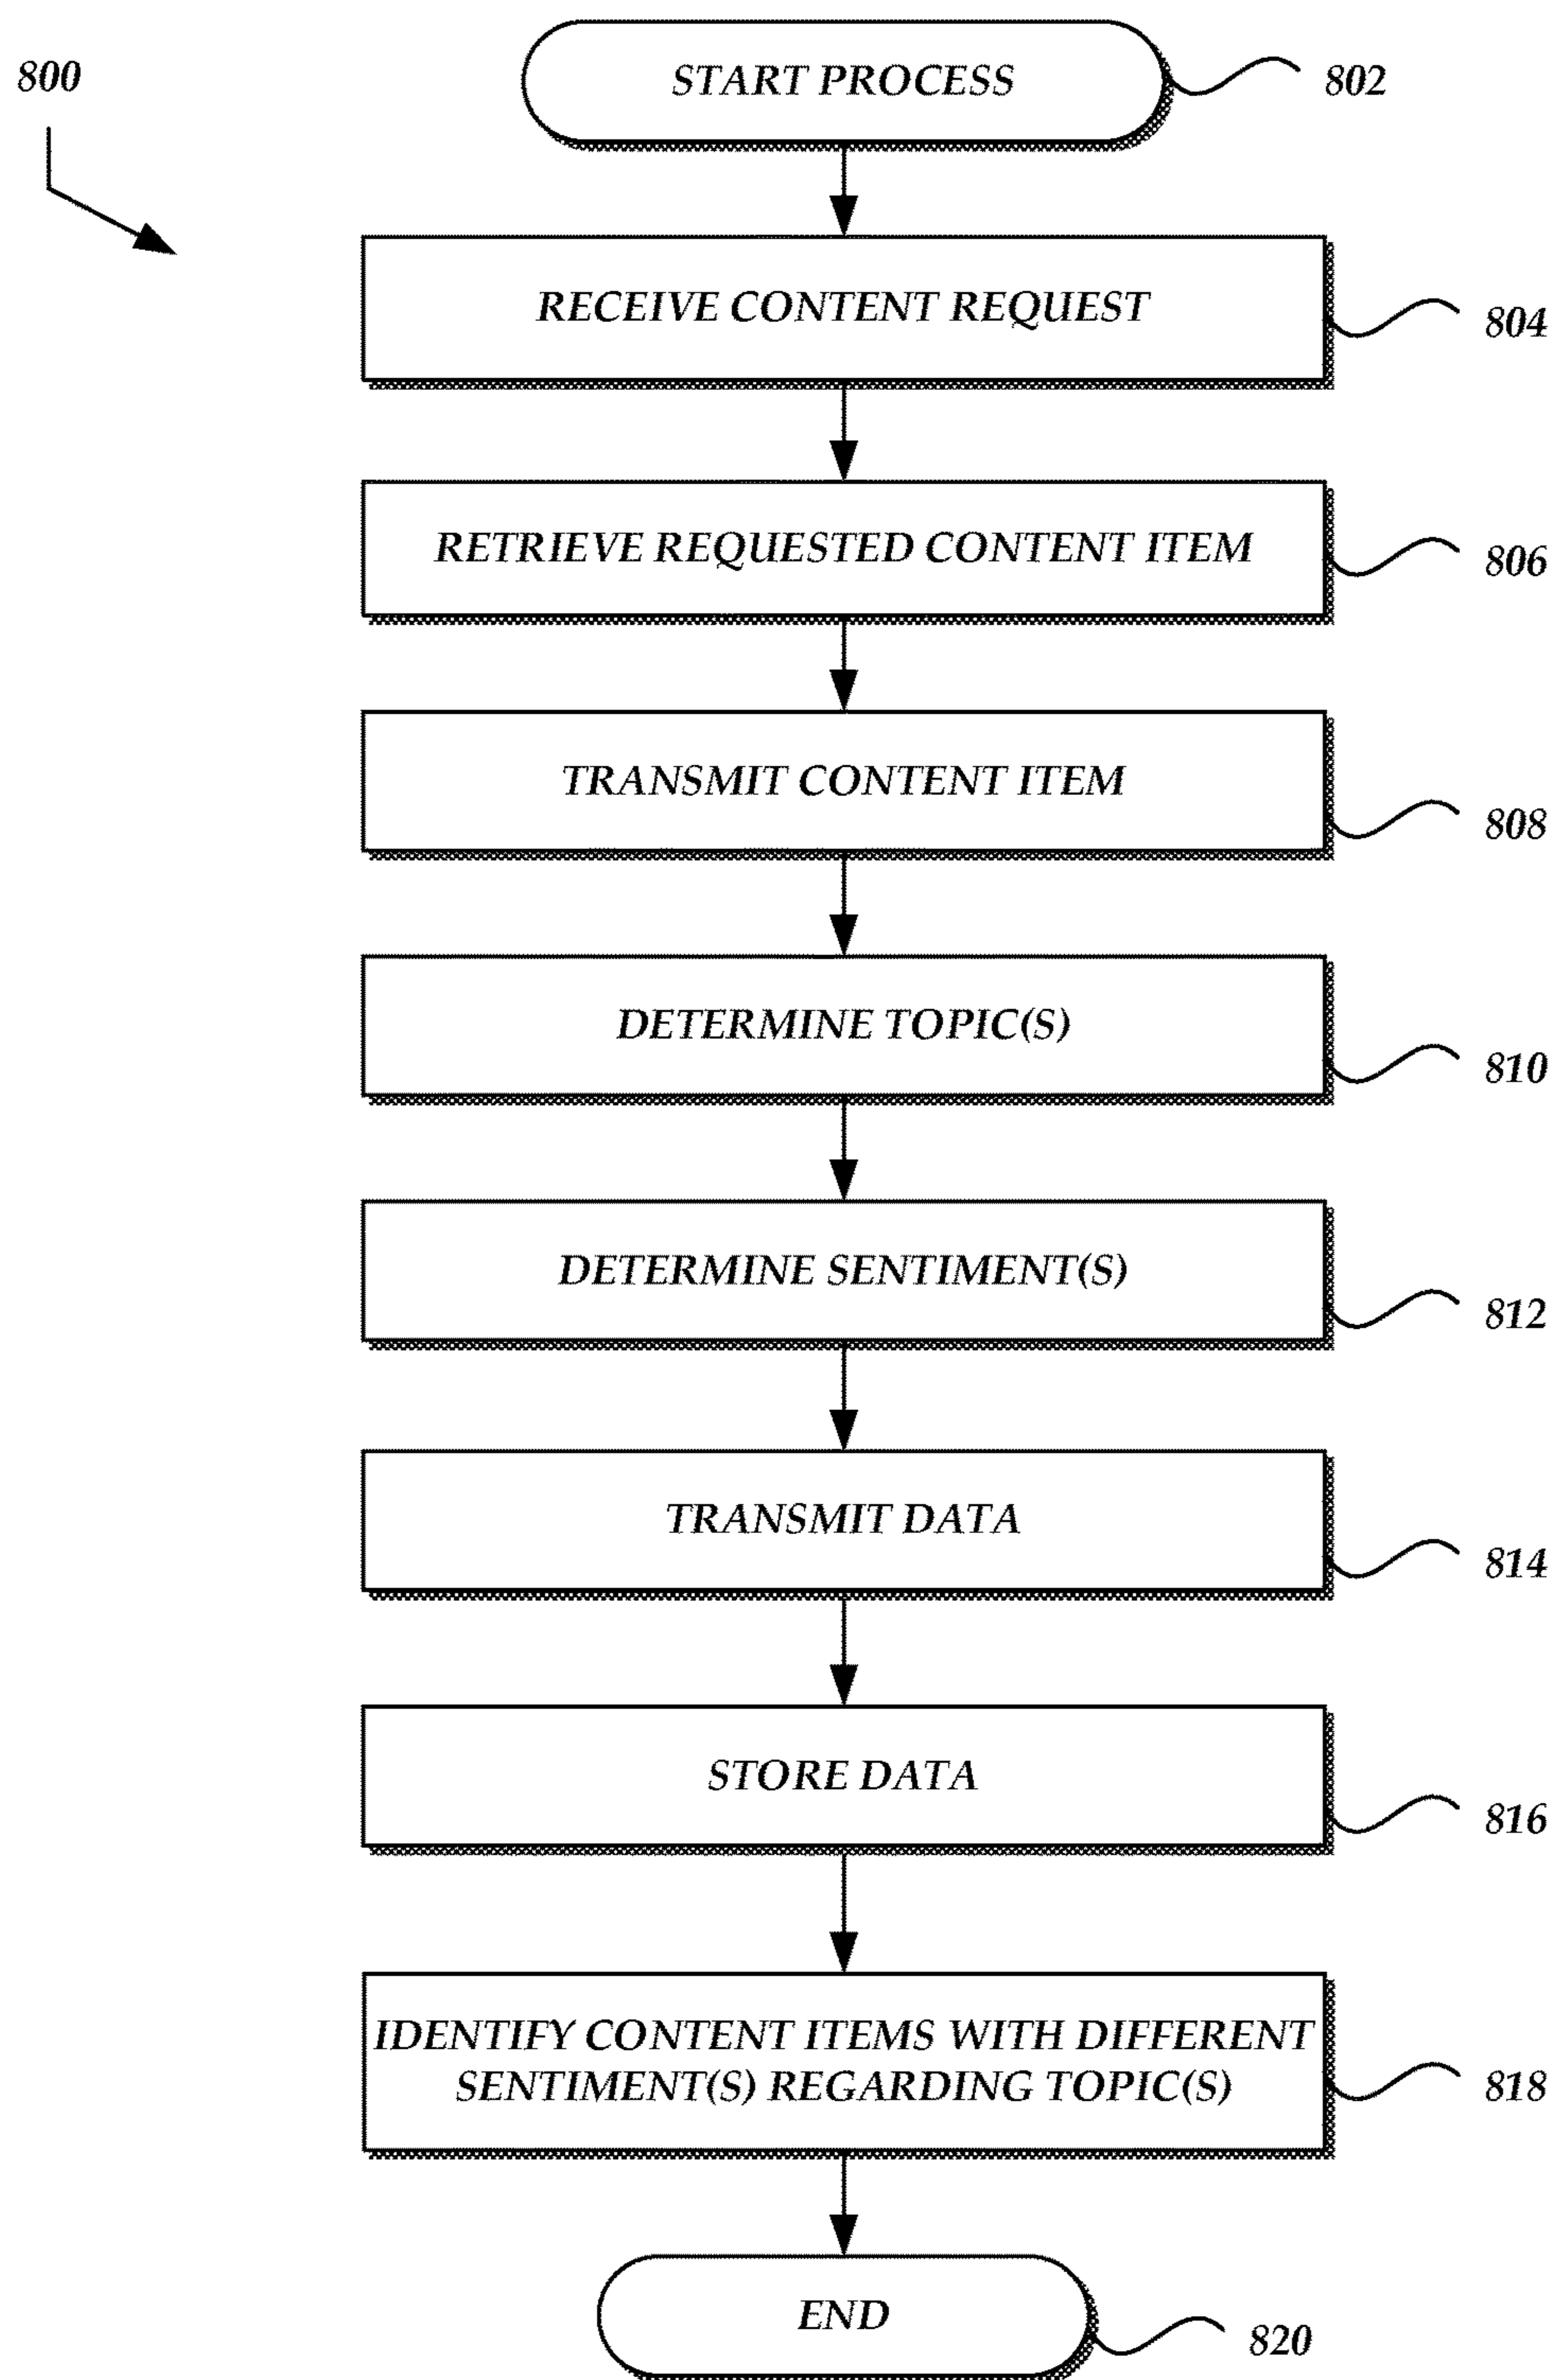 800
START PROCESS
802
RECEIVE CONTENT REQUEST
804
RETRIEVE REQUESTED CONTENT ITEM
806
TRANSMIT CONTENT ITEM
808
DETERMINE TOPIC(S)
810
DETERMINE SENTIMENT(S)
812
TRANSMIT DATA
814
STORE DATA
816
IDENTIFY CONTENT ITEMS WITH DIFFERENT
SENTIMENT(S) REGARDING TOPIC(S)
818
END
820